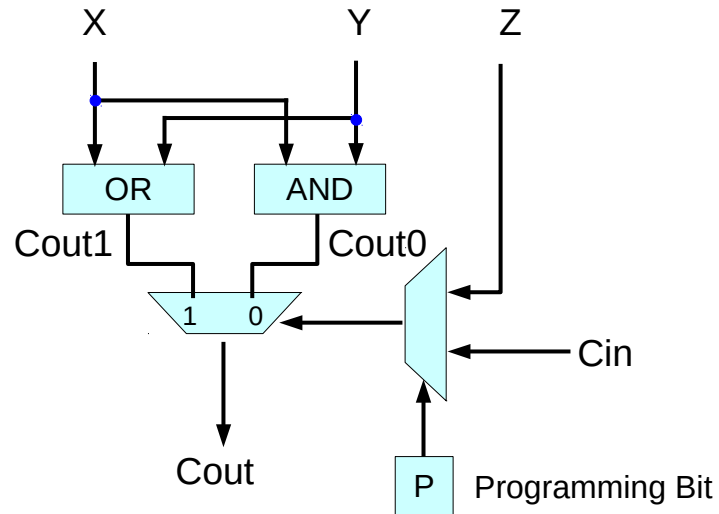 X Y Z
OR AND
Cout1 Cout0
1 0
Cin
Cout
P Programming Bit